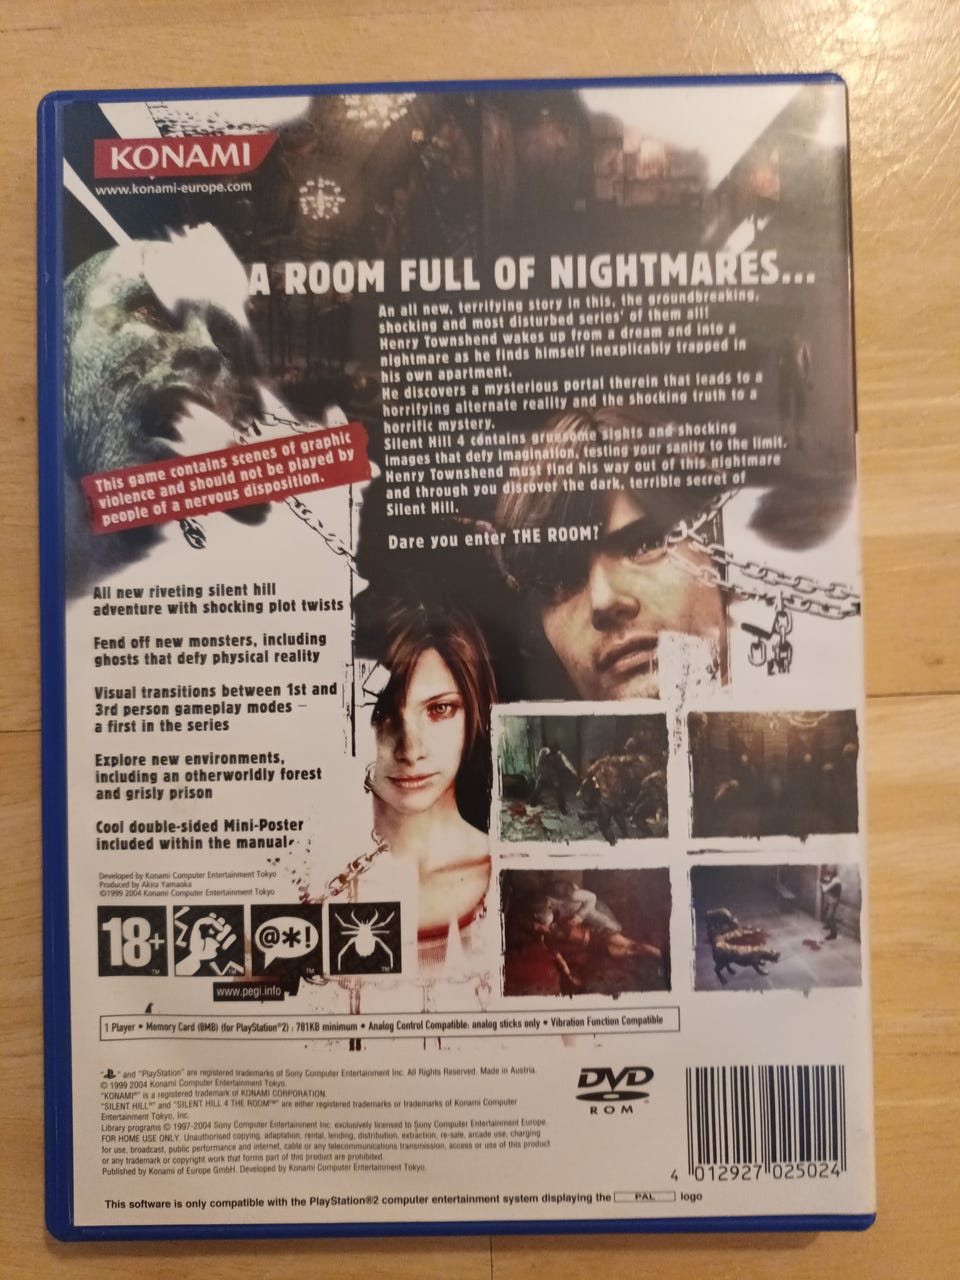 KONAMI
www.konami-europe.com
A ROOM FULL OF NIGHTMARES...
An all new, terrifying story in this, the groundbreaking,
shocking and most disturbed series' of them all!
Henry Townshend wakes up from a dream and into a
nightmare as he finds himself inexplicably trapped in
his own apartment.
He discovers a mysterious portal therein that leads to a
horrifying alternate reality and the shocking truth to a
horrific mystery.
Silent Hill 4 contains gruesome sights and shocking
images that defy imagination, testing your sanity to the limit.
Henry Townshend must find his way out of this nightmare
and through you discover the dark, terrible secret of
Silent Hill.
Dare you enter THE ROOM?
This game contains scenes of graphic
violence and should not be played by
people of a nervous disposition.
All new riveting silent hill
adventure with shocking plot twists
Fend off new monsters, including
ghosts that defy physical reality
Visual transitions between 1st and
3rd person gameplay modes –
a first in the series
Explore new environments,
including an otherworldly forest
and grisly prison
Cool double-sided Mini-Poster
included within the manual.
Developed by Konami Computer Entertainment Tokyo
Produced by Akira Yamaoka
©1999 2004 Konami Computer Entertainment Tokyo
18+ ™ ™ @*! ™ ™
www.pegi.info
1 Player • Memory Card (8MB) (for PlayStation®2) : 781KB minimum • Analog Control Compatible: analog sticks only • Vibration Function Compatible
" " and "PlayStation" are registered trademarks of Sony Computer Entertainment Inc. All Rights Reserved. Made in Austria.
© 1999 2004 Konami Computer Entertainment Tokyo.
"KONAMI®" is a registered trademark of KONAMI CORPORATION.
"SILENT HILL®" and "SILENT HILL 4 THE ROOM™" are either registered trademarks or trademarks of Konami Computer
Entertainment Tokyo, Inc.
Library programs © 1997-2004 Sony Computer Entertainment Inc. exclusively licensed to Sony Computer Entertainment Europe.
FOR HOME USE ONLY. Unauthorised copying, adaptation, rental, lending, distribution, extraction, re-sale, arcade use, charging
for use, broadcast, public performance and internet, cable or any telecommunications transmission, access or use of this product
or any trademark or copyright work that forms part of this product are prohibited.
Published by Konami of Europe GmbH. Developed by Konami Computer Entertainment Tokyo.
DVD
ROM
4 012927 025024
This software is only compatible with the PlayStation®2 computer entertainment system displaying the PAL logo